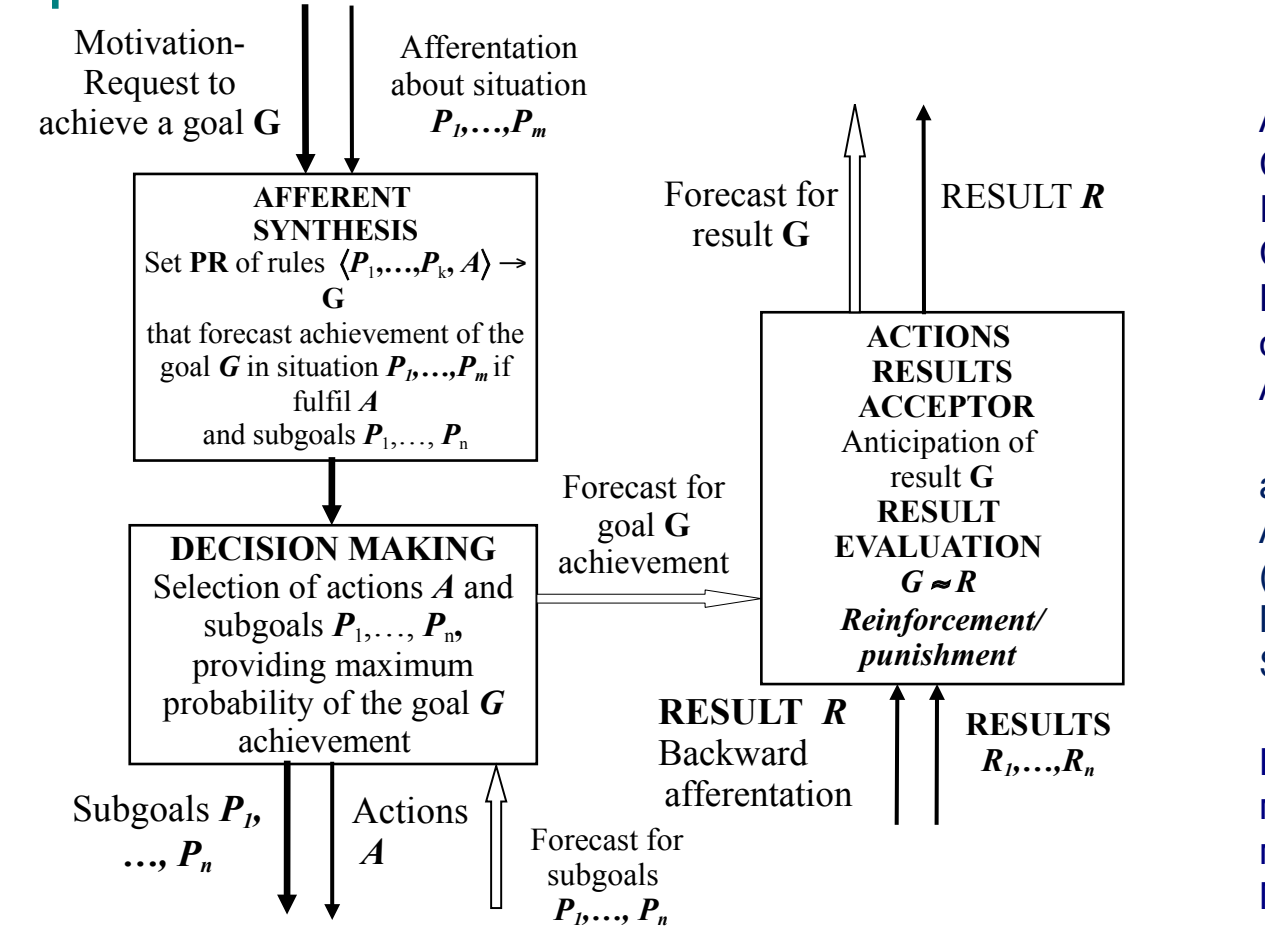 Motivation-
Request to
achieve a goal G
Afferentation
about situation
P1,…,Pm
AFFERENT
SYNTHESIS
Set PR of rules ⟨P1,…,Pk, A⟩ →
G
that forecast achievement of the
goal G in situation P1,…,Pm if
fulfil A
and subgoals P1,…, Pn
DECISION MAKING
Selection of actions A and
subgoals P1,…, Pn,
providing maximum
probability of the goal G
achievement
Subgoals P1,
…, Pn
Actions
A
Forecast for
subgoals
P1,…, Pn
Forecast for
goal G
achievement
Forecast for
result G
RESULT R
ACTIONS
RESULTS
ACCEPTOR
Anticipation of
result G
RESULT
EVALUATION
G ≈ R
Reinforcement/
punishment
RESULT R
Backward
afferentation
RESULTS
R1,…,Rn